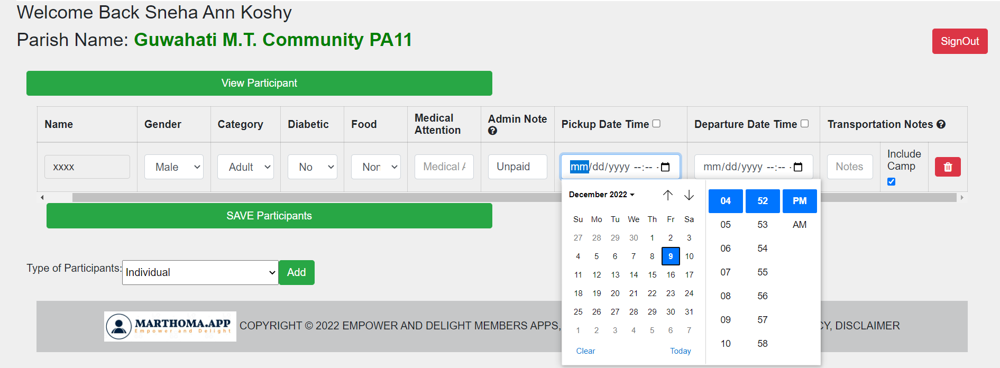 Welcome Back Sneha Ann Koshy
Parish Name: Guwahati M.T. Community PA11
SignOut
View Participant
Name Gender Category Diabetic Food Medical Attention Admin Note Pickup Date Time Departure Date Time Transportation Notes
xxxx Male Adult No Non Medical A Unpaid mm/dd/yyyy --:-- - mm/dd/yyyy --:-- - Notes Include Camp
SAVE Participants
December 2022
Su Mo Tu We Th Fr Sa
27 28 29 30 1 2 3
4 5 6 7 8 9 10
11 12 13 14 15 16 17
18 19 20 21 22 23 24
25 26 27 28 29 30 31
1 2 3 4 5 6 7
Clear Today
04 52 PM
05 53 AM
06 54
07 55
08 56
09 57
10 58
Type of Participants: Individual Add
MARTHOMA.APP
Empower and Delight
COPYRIGHT © 2022 EMPOWER AND DELIGHT MEMBERS APPS, CY, DISCLAIMER